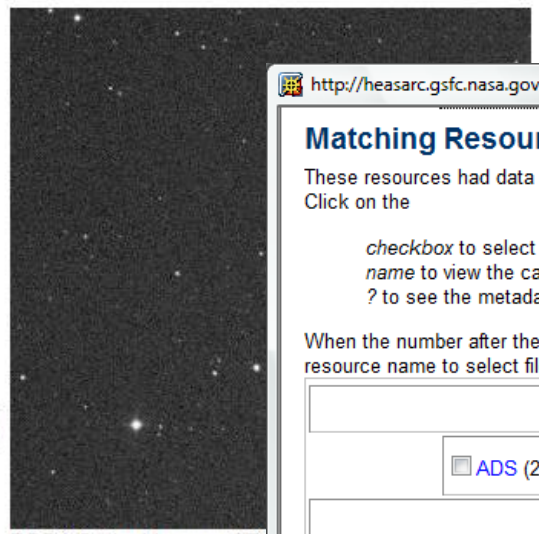 http://heasarc.gsfc.nasa.gov
Matching Resour
These resources had data
Click on the
checkbox to select
name to view the ca
? to see the metada
When the number after the
resource name to select fil
ADS (2